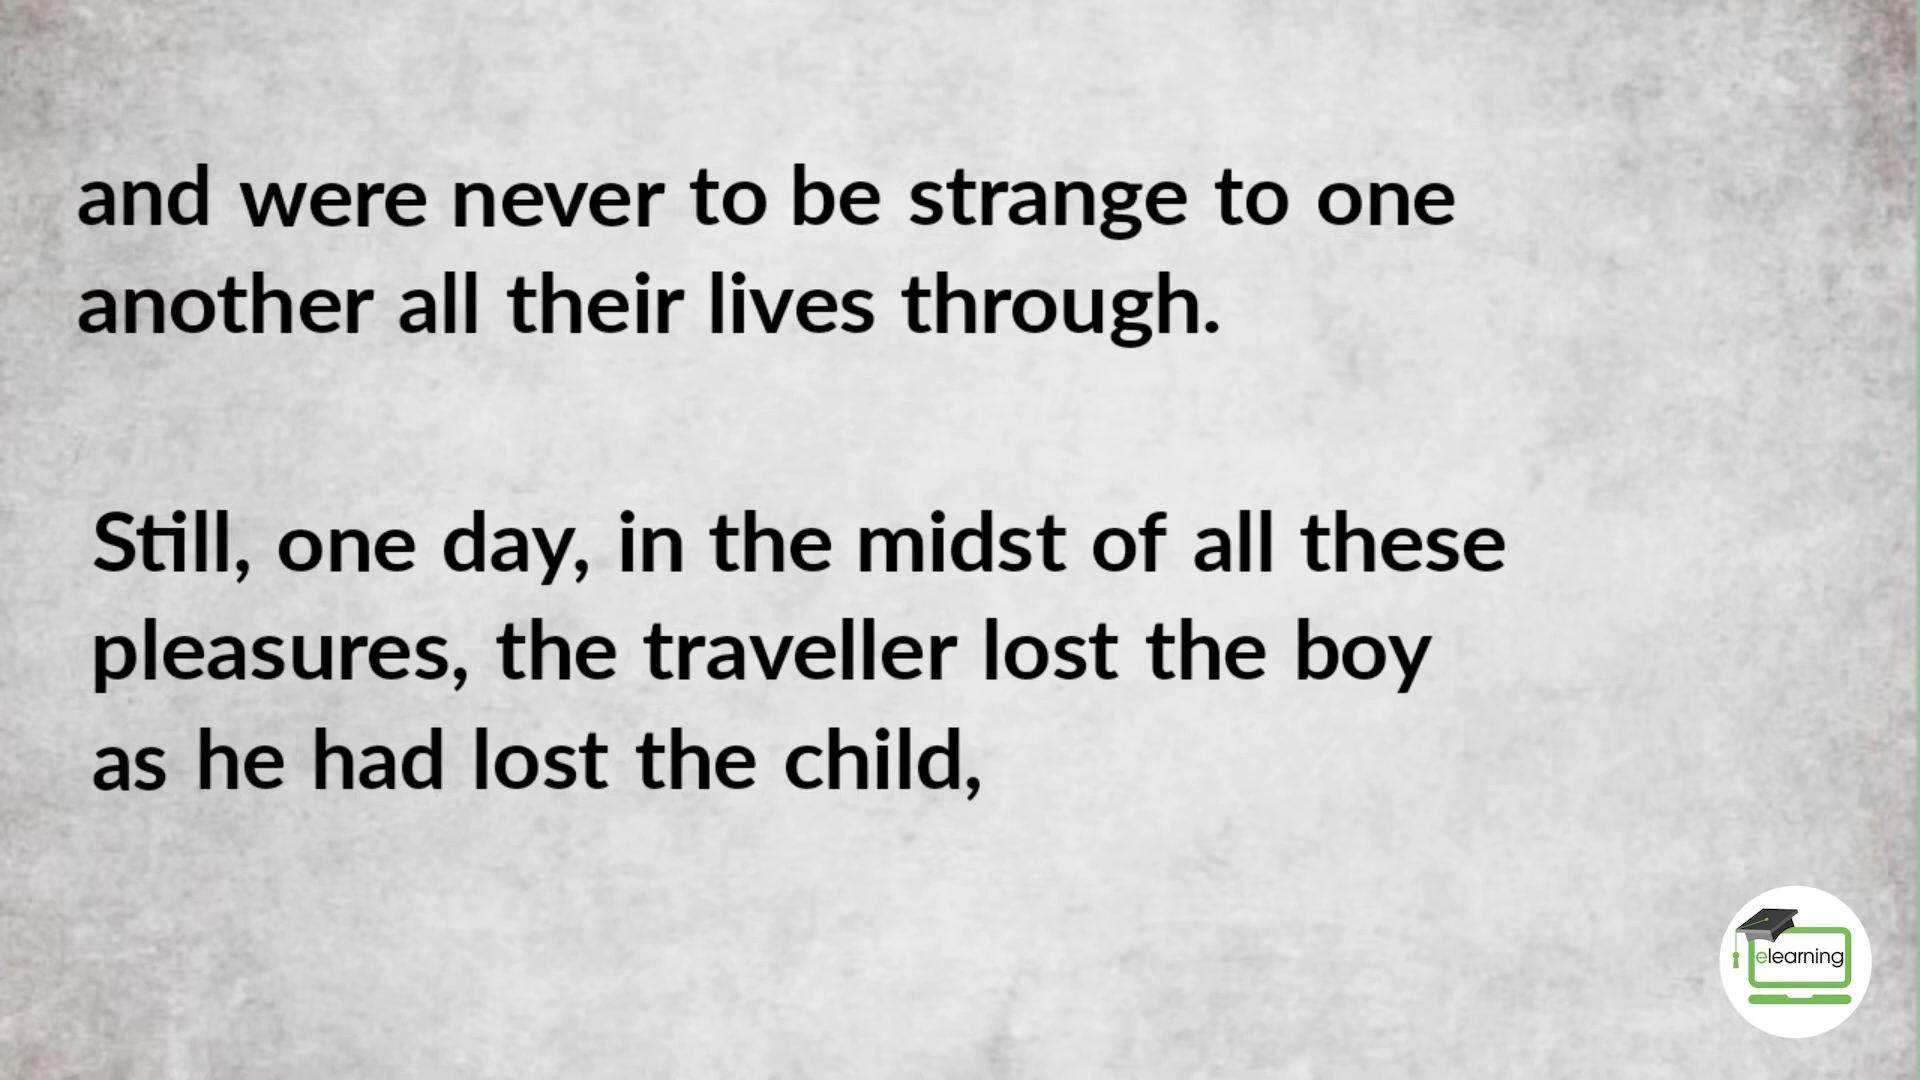 and were never to be strange to one
another all their lives through.
Still, one day, in the midst of all these
pleasures, the traveller lost the boy
as he had lost the child,
elearning